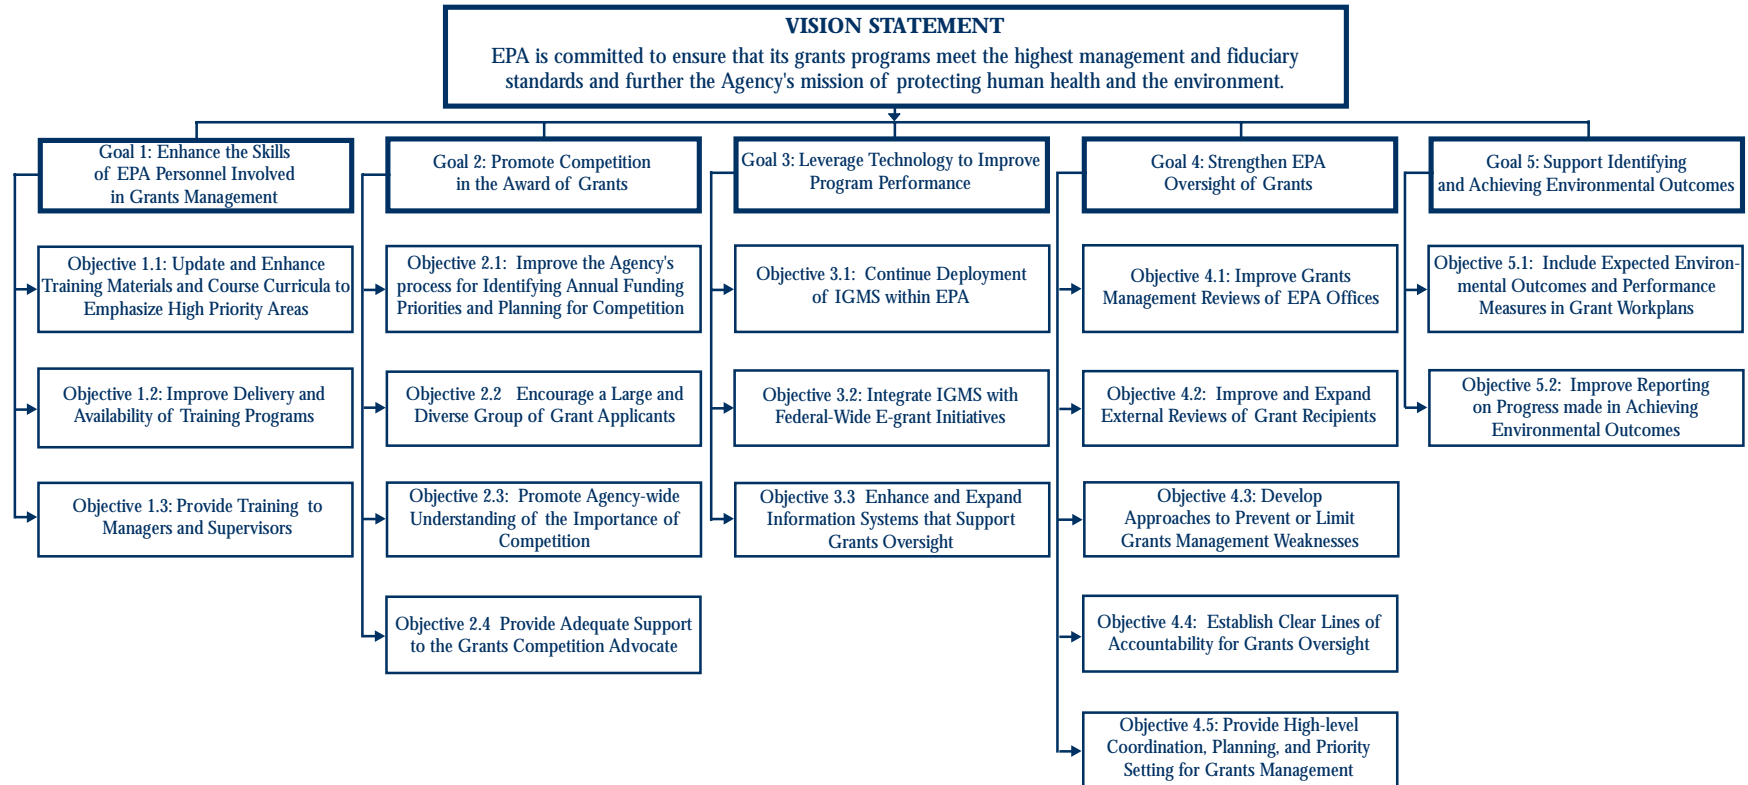 VISION STATEMENT
EPA is committed to ensure that its grants programs meet the highest management and fiduciary
standards and further the Agency's mission of protecting human health and the environment.
Goal 1: Enhance the Skills
of EPA Personnel Involved
in Grants Management
Objective 1.1: Update and Enhance
Training Materials and Course Curricula to
Emphasize High Priority Areas
Objective 1.2: Improve Delivery and
Availability of Training Programs
Objective 1.3: Provide Training to
Managers and Supervisors
Goal 2: Promote Competition
in the Award of Grants
Objective 2.1: Improve the Agency's
process for Identifying Annual Funding
Priorities and Planning for Competition
Objective 2.2 Encourage a Large and
Diverse Group of Grant Applicants
Objective 2.3: Promote Agency-wide
Understanding of the Importance of
Competition
Objective 2.4 Provide Adequate Support
to the Grants Competition Advocate
Goal 3: Leverage Technology to Improve
Program Performance
Objective 3.1: Continue Deployment
of IGMS within EPA
Objective 3.2: Integrate IGMS with
Federal-Wide E-grant Initiatives
Objective 3.3 Enhance and Expand
Information Systems that Support
Grants Oversight
Goal 4: Strengthen EPA
Oversight of Grants
Objective 4.1: Improve Grants
Management Reviews of EPA Offices
Objective 4.2: Improve and Expand
External Reviews of Grant Recipients
Objective 4.3: Develop
Approaches to Prevent or Limit
Grants Management Weaknesses
Objective 4.4: Establish Clear Lines of
Accountability for Grants Oversight
Objective 4.5: Provide High-level
Coordination, Planning, and Priority
Setting for Grants Management
Goal 5: Support Identifying
and Achieving Environmental Outcomes
Objective 5.1: Include Expected Environ-
mental Outcomes and Performance
Measures in Grant Workplans
Objective 5.2: Improve Reporting
on Progress made in Achieving
Environmental Outcomes